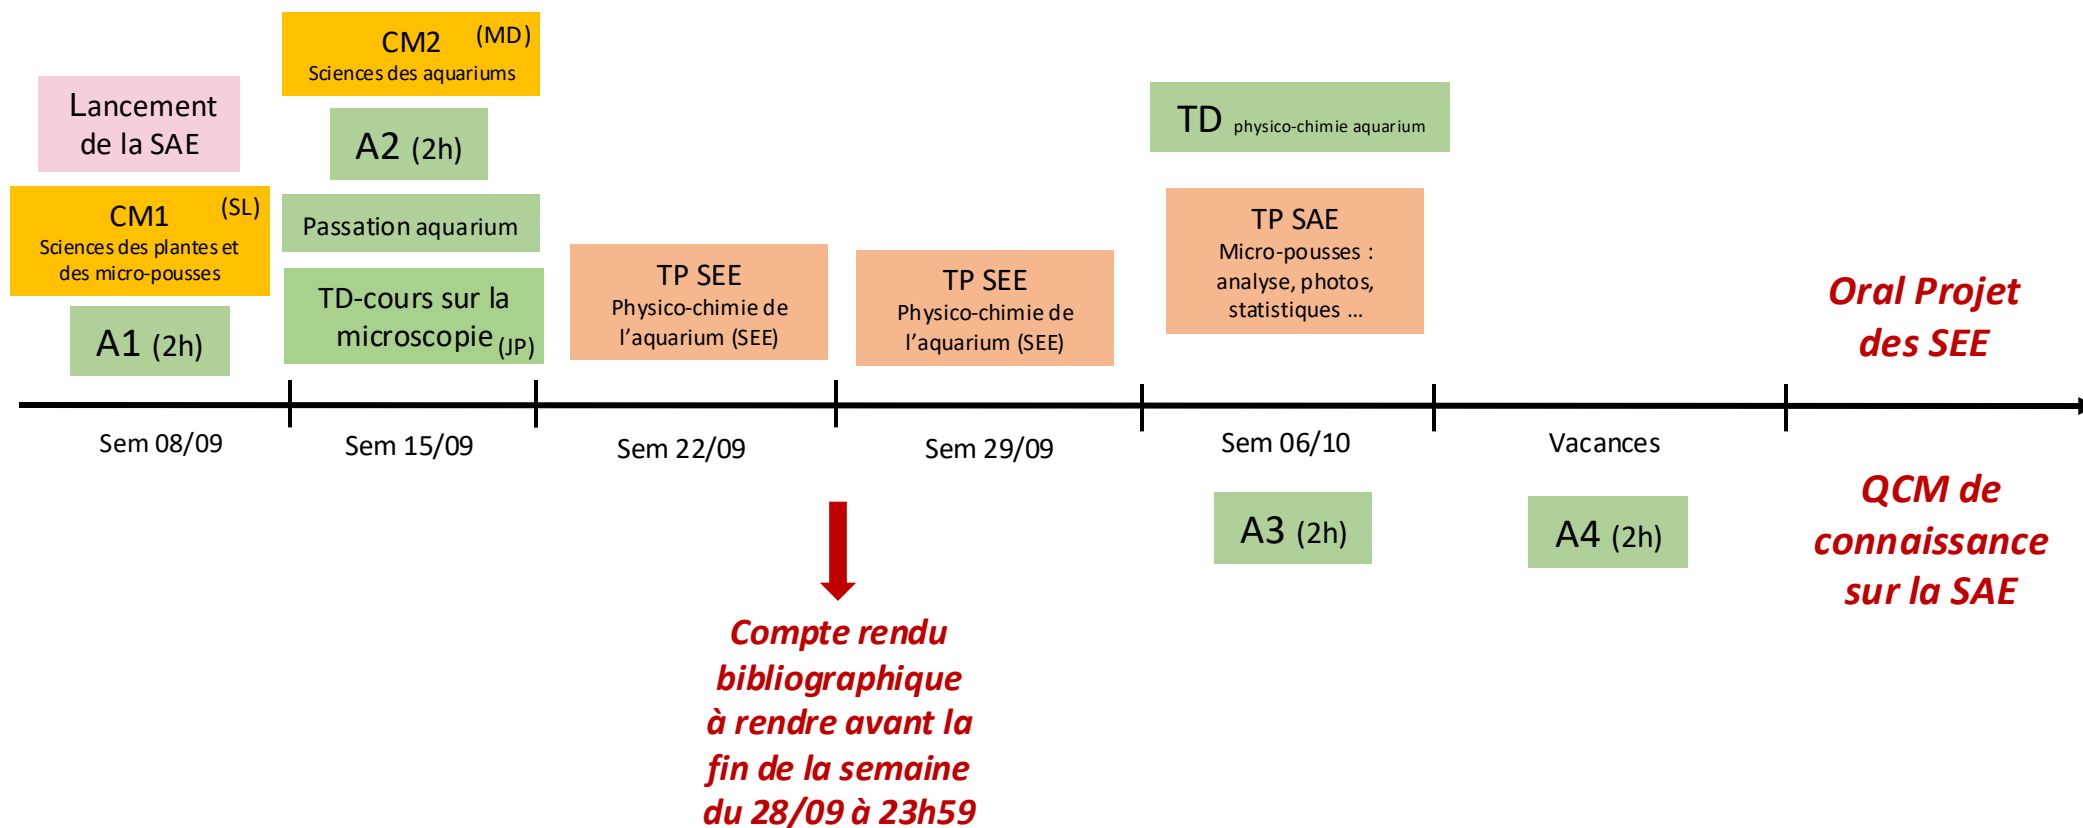 Lancement
de la SAE
CM1 (SL)
Sciences des plantes et
des micro-pousses
A1 (2h)
CM2 (MD)
Sciences des aquariums
A2 (2h)
Passation aquarium
TD-cours sur la
microscopie (JP)
TP SEE
Physico-chimie de
l’aquarium (SEE)
TP SEE
Physico-chimie de
l’aquarium (SEE)
TD physico-chimie aquarium
TP SAE
Micro-pousses :
analyse, photos,
statistiques ...
Oral Projet
des SEE
Sem 08/09
Sem 15/09
Sem 22/09
Sem 29/09
Sem 06/10
Vacances
A3 (2h)
A4 (2h)
QCM de
connaissance
sur la SAE
Compte rendu
bibliographique
à rendre avant la
fin de la semaine
du 28/09 à 23h59